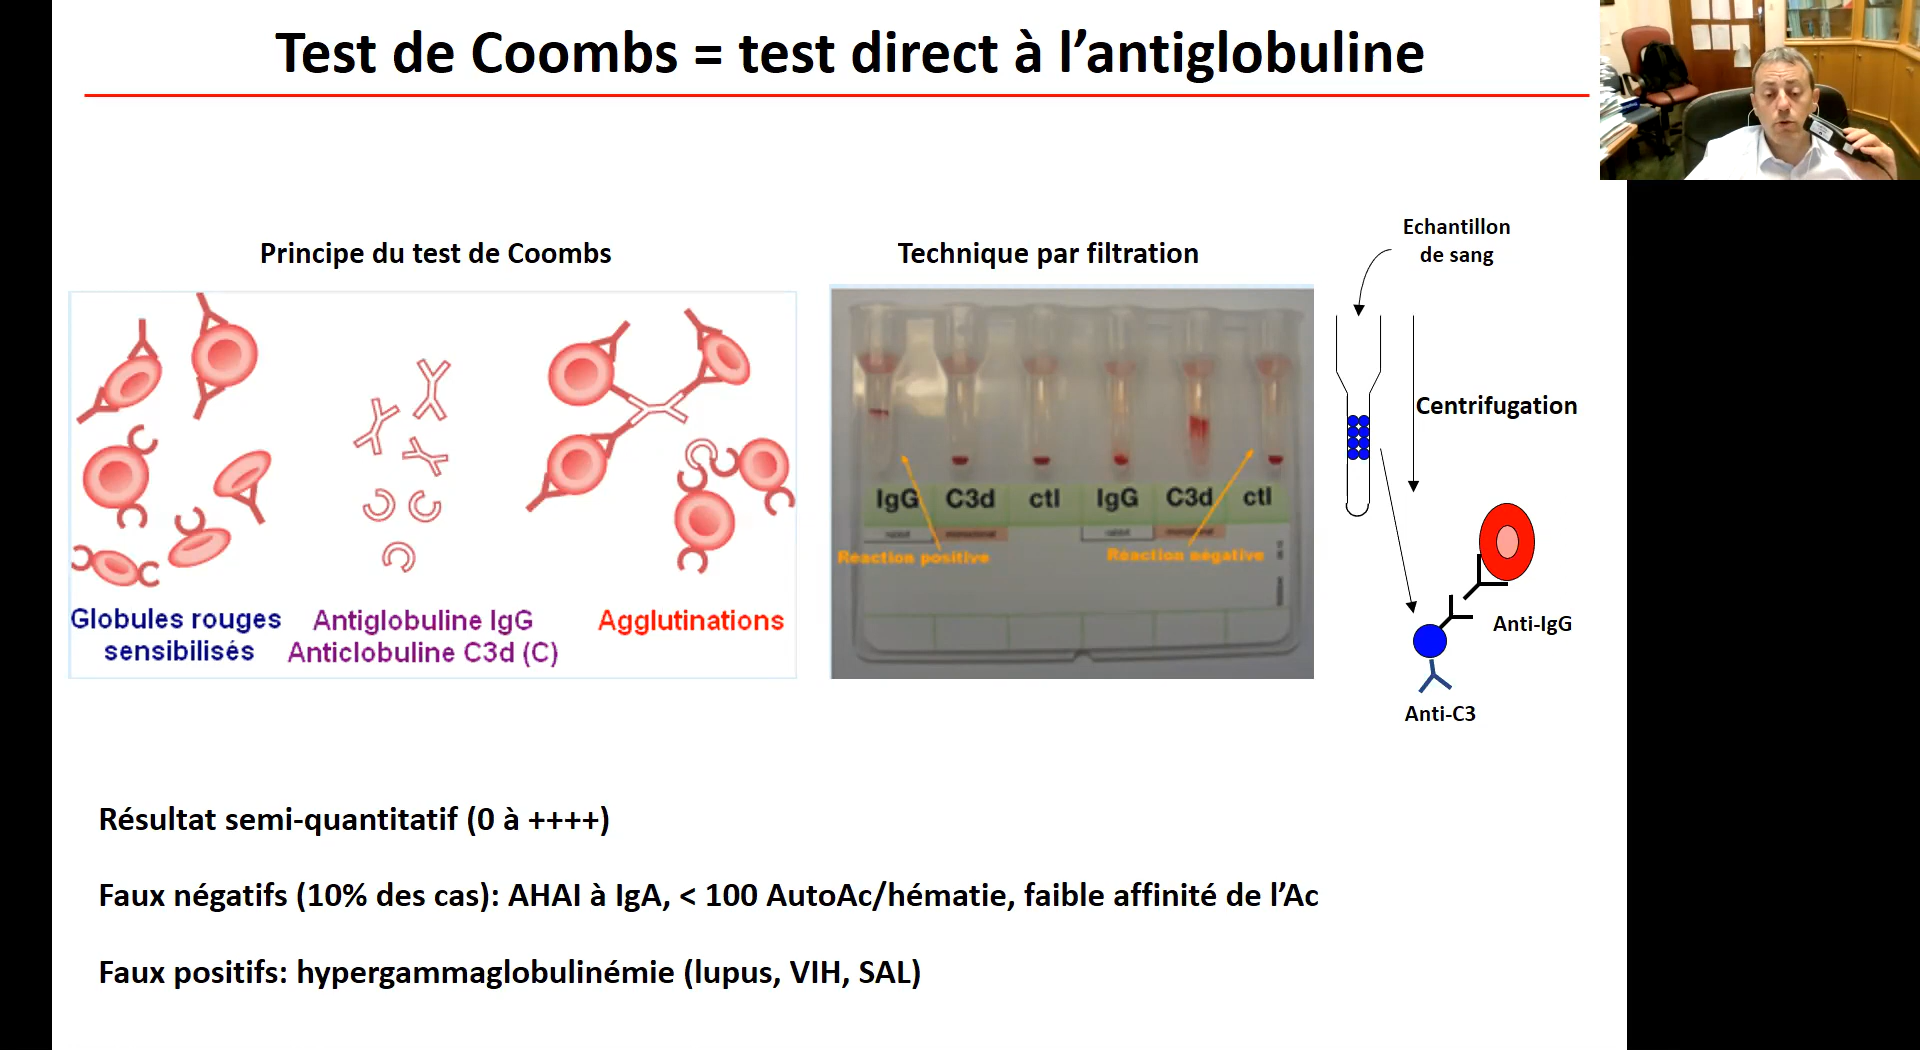 Test de Coombs = test direct à l’antiglobuline
Principe du test de Coombs
Globules rouges
sensibilisés
Antiglobuline IgG
Anticlobuline C3d (C)
Agglutinations
Technique par filtration
IgG C3d ctl IgG C3d ctl
Réaction positive
Réaction négative
Echantillon
de sang
Centrifugation
Anti-IgG
Anti-C3
Résultat semi-quantitatif (0 à ++++)
Faux négatifs (10% des cas): AHAI à IgA, < 100 AutoAc/hématie, faible affinité de l’Ac
Faux positifs: hypergammaglobulinémie (lupus, VIH, SAL)